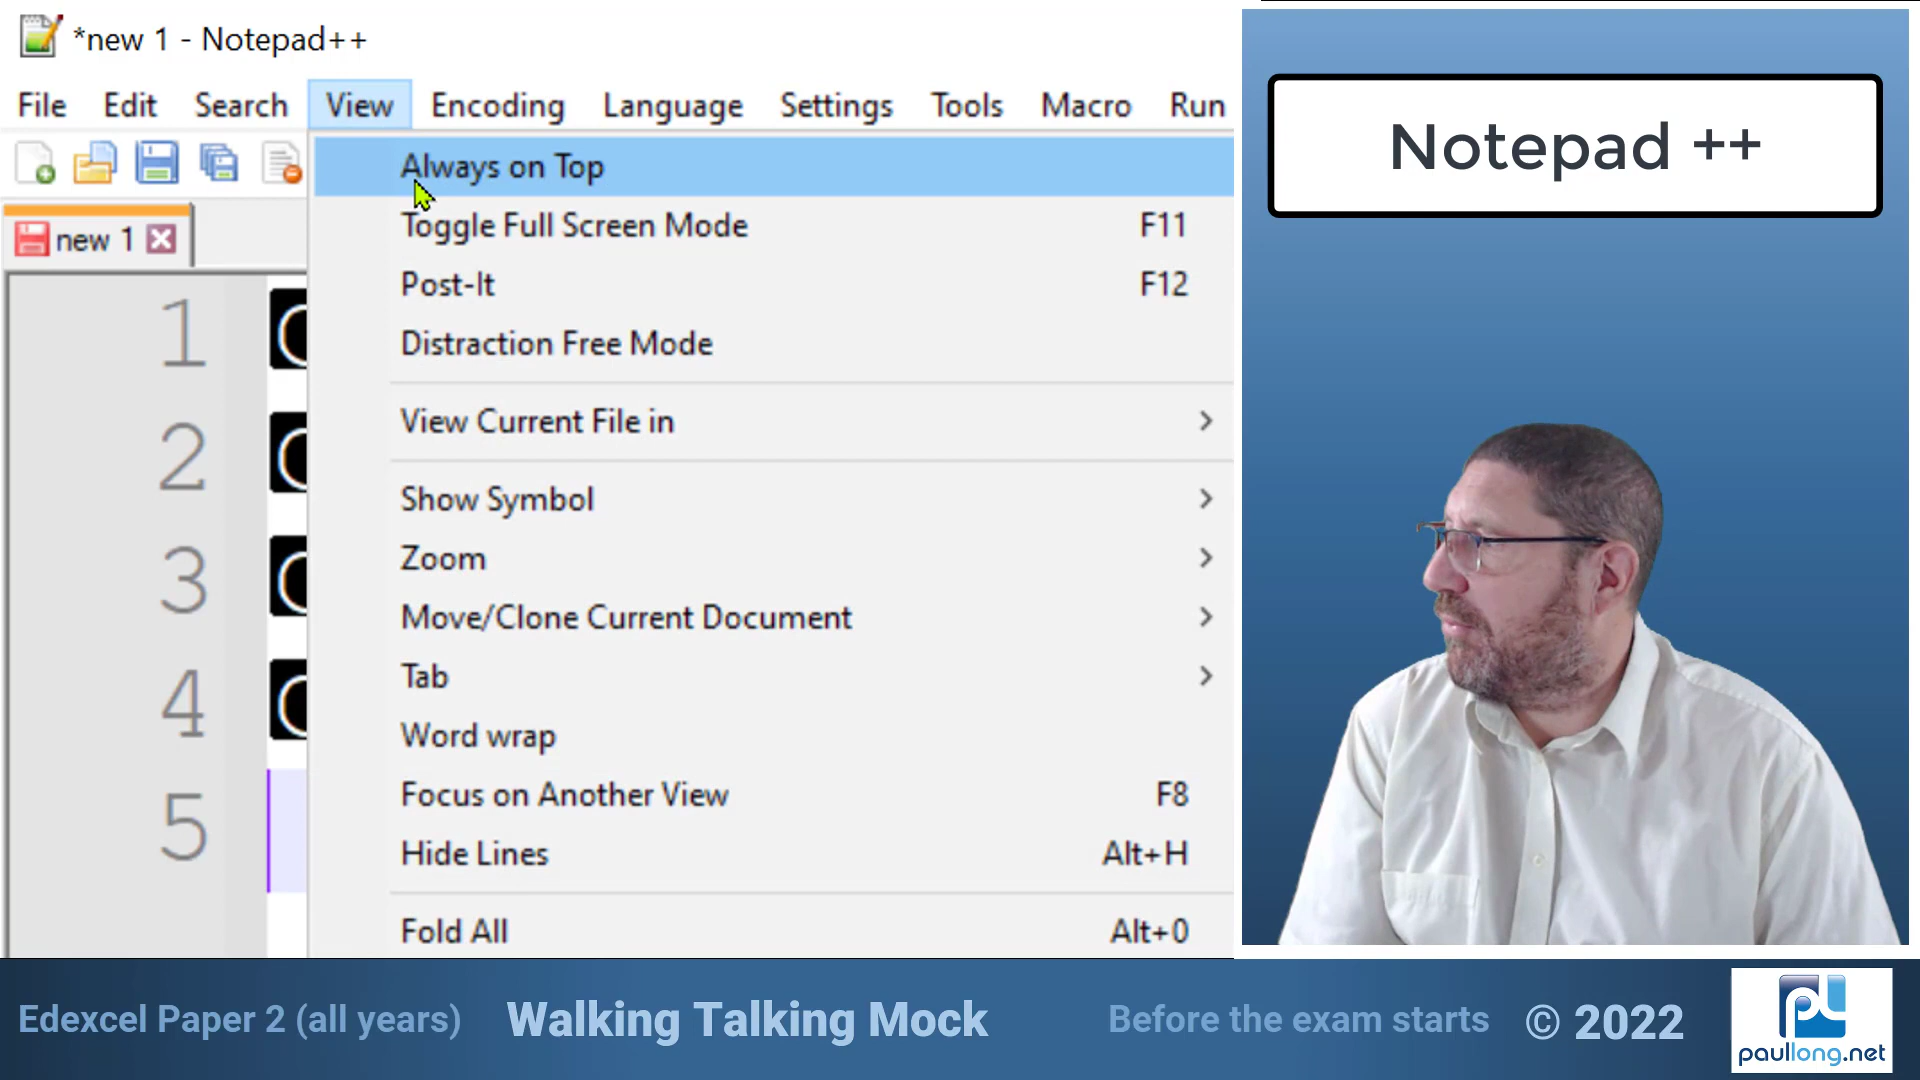 *new 1 - Notepad++
File Edit Search View Encoding Language Settings Tools Macro Run
new 1
Always on Top
Toggle Full Screen Mode F11
Post-It F12
Distraction Free Mode
View Current File in
Show Symbol
Zoom
Move/Clone Current Document
Tab
Word wrap
Focus on Another View F8
Hide Lines Alt+H
Fold All Alt+0
1
2
3
4
5
Notepad ++
Edexcel Paper 2 (all years) Walking Talking Mock Before the exam starts © 2022
paullong.net